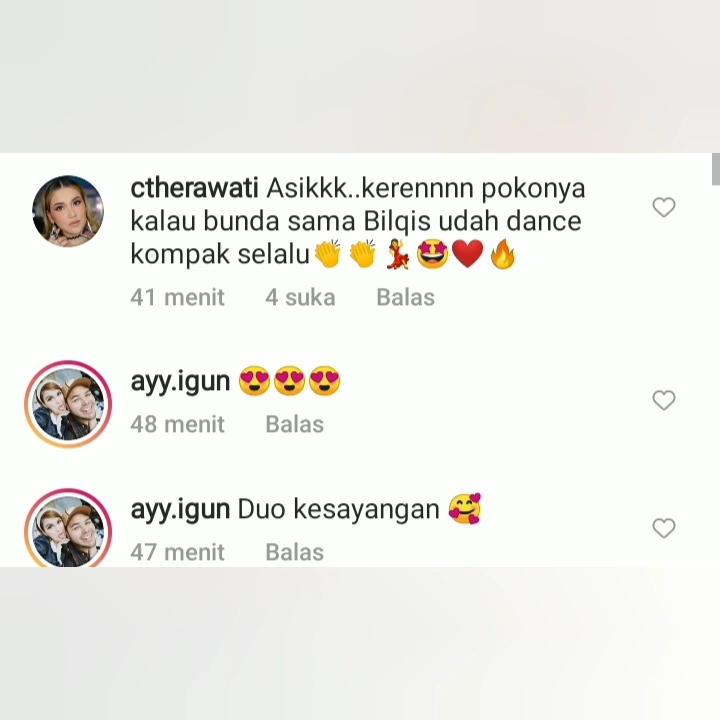 ctherawati Asikkk..kerennnn pokonya
kalau bunda sama Bilqis udah dance
kompak selalu👏👏💃🤩❤️🔥
41 menit 4 suka Balas
ayy.igun 😍😍😍
48 menit Balas
ayy.igun Duo kesayangan 🥰
47 menit Balas